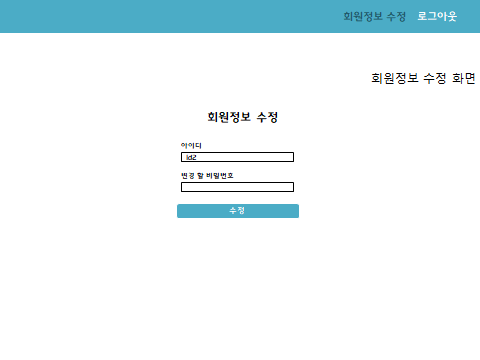 회원정보 수정 로그아웃
회원정보 수정 화면
회원정보 수정
아이디
id2
변경 할 비밀번호
수정